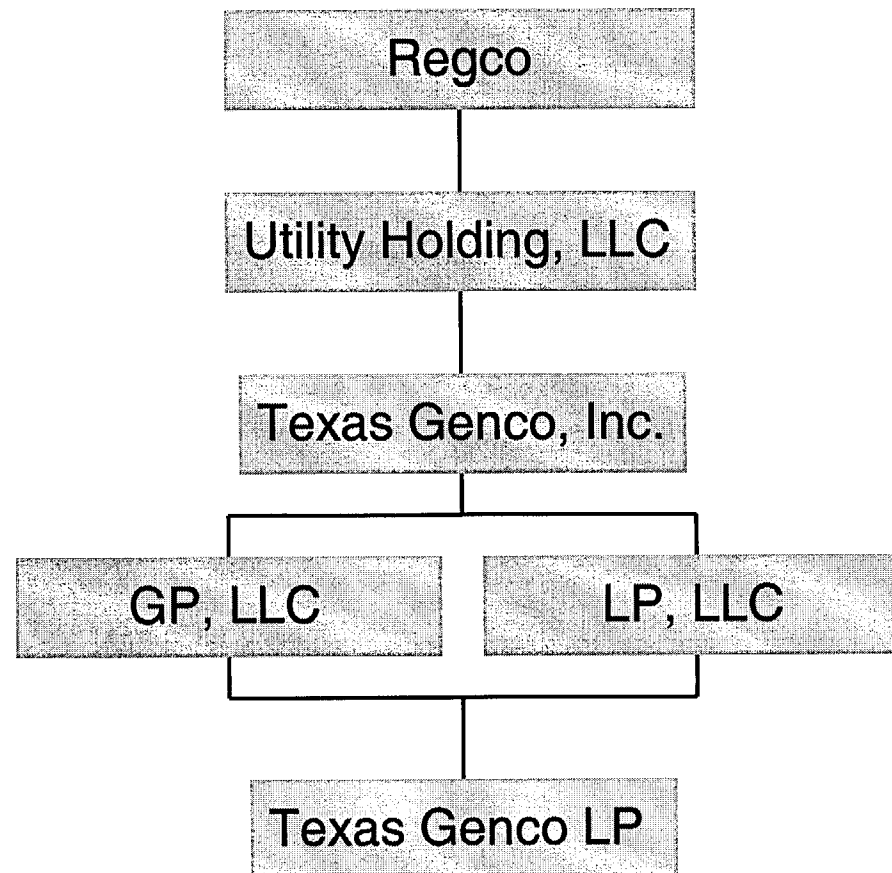 Regco
Utility Holding, LLC
Texas Genco, Inc.
GP, LLC
LP, LLC
Texas Genco LP